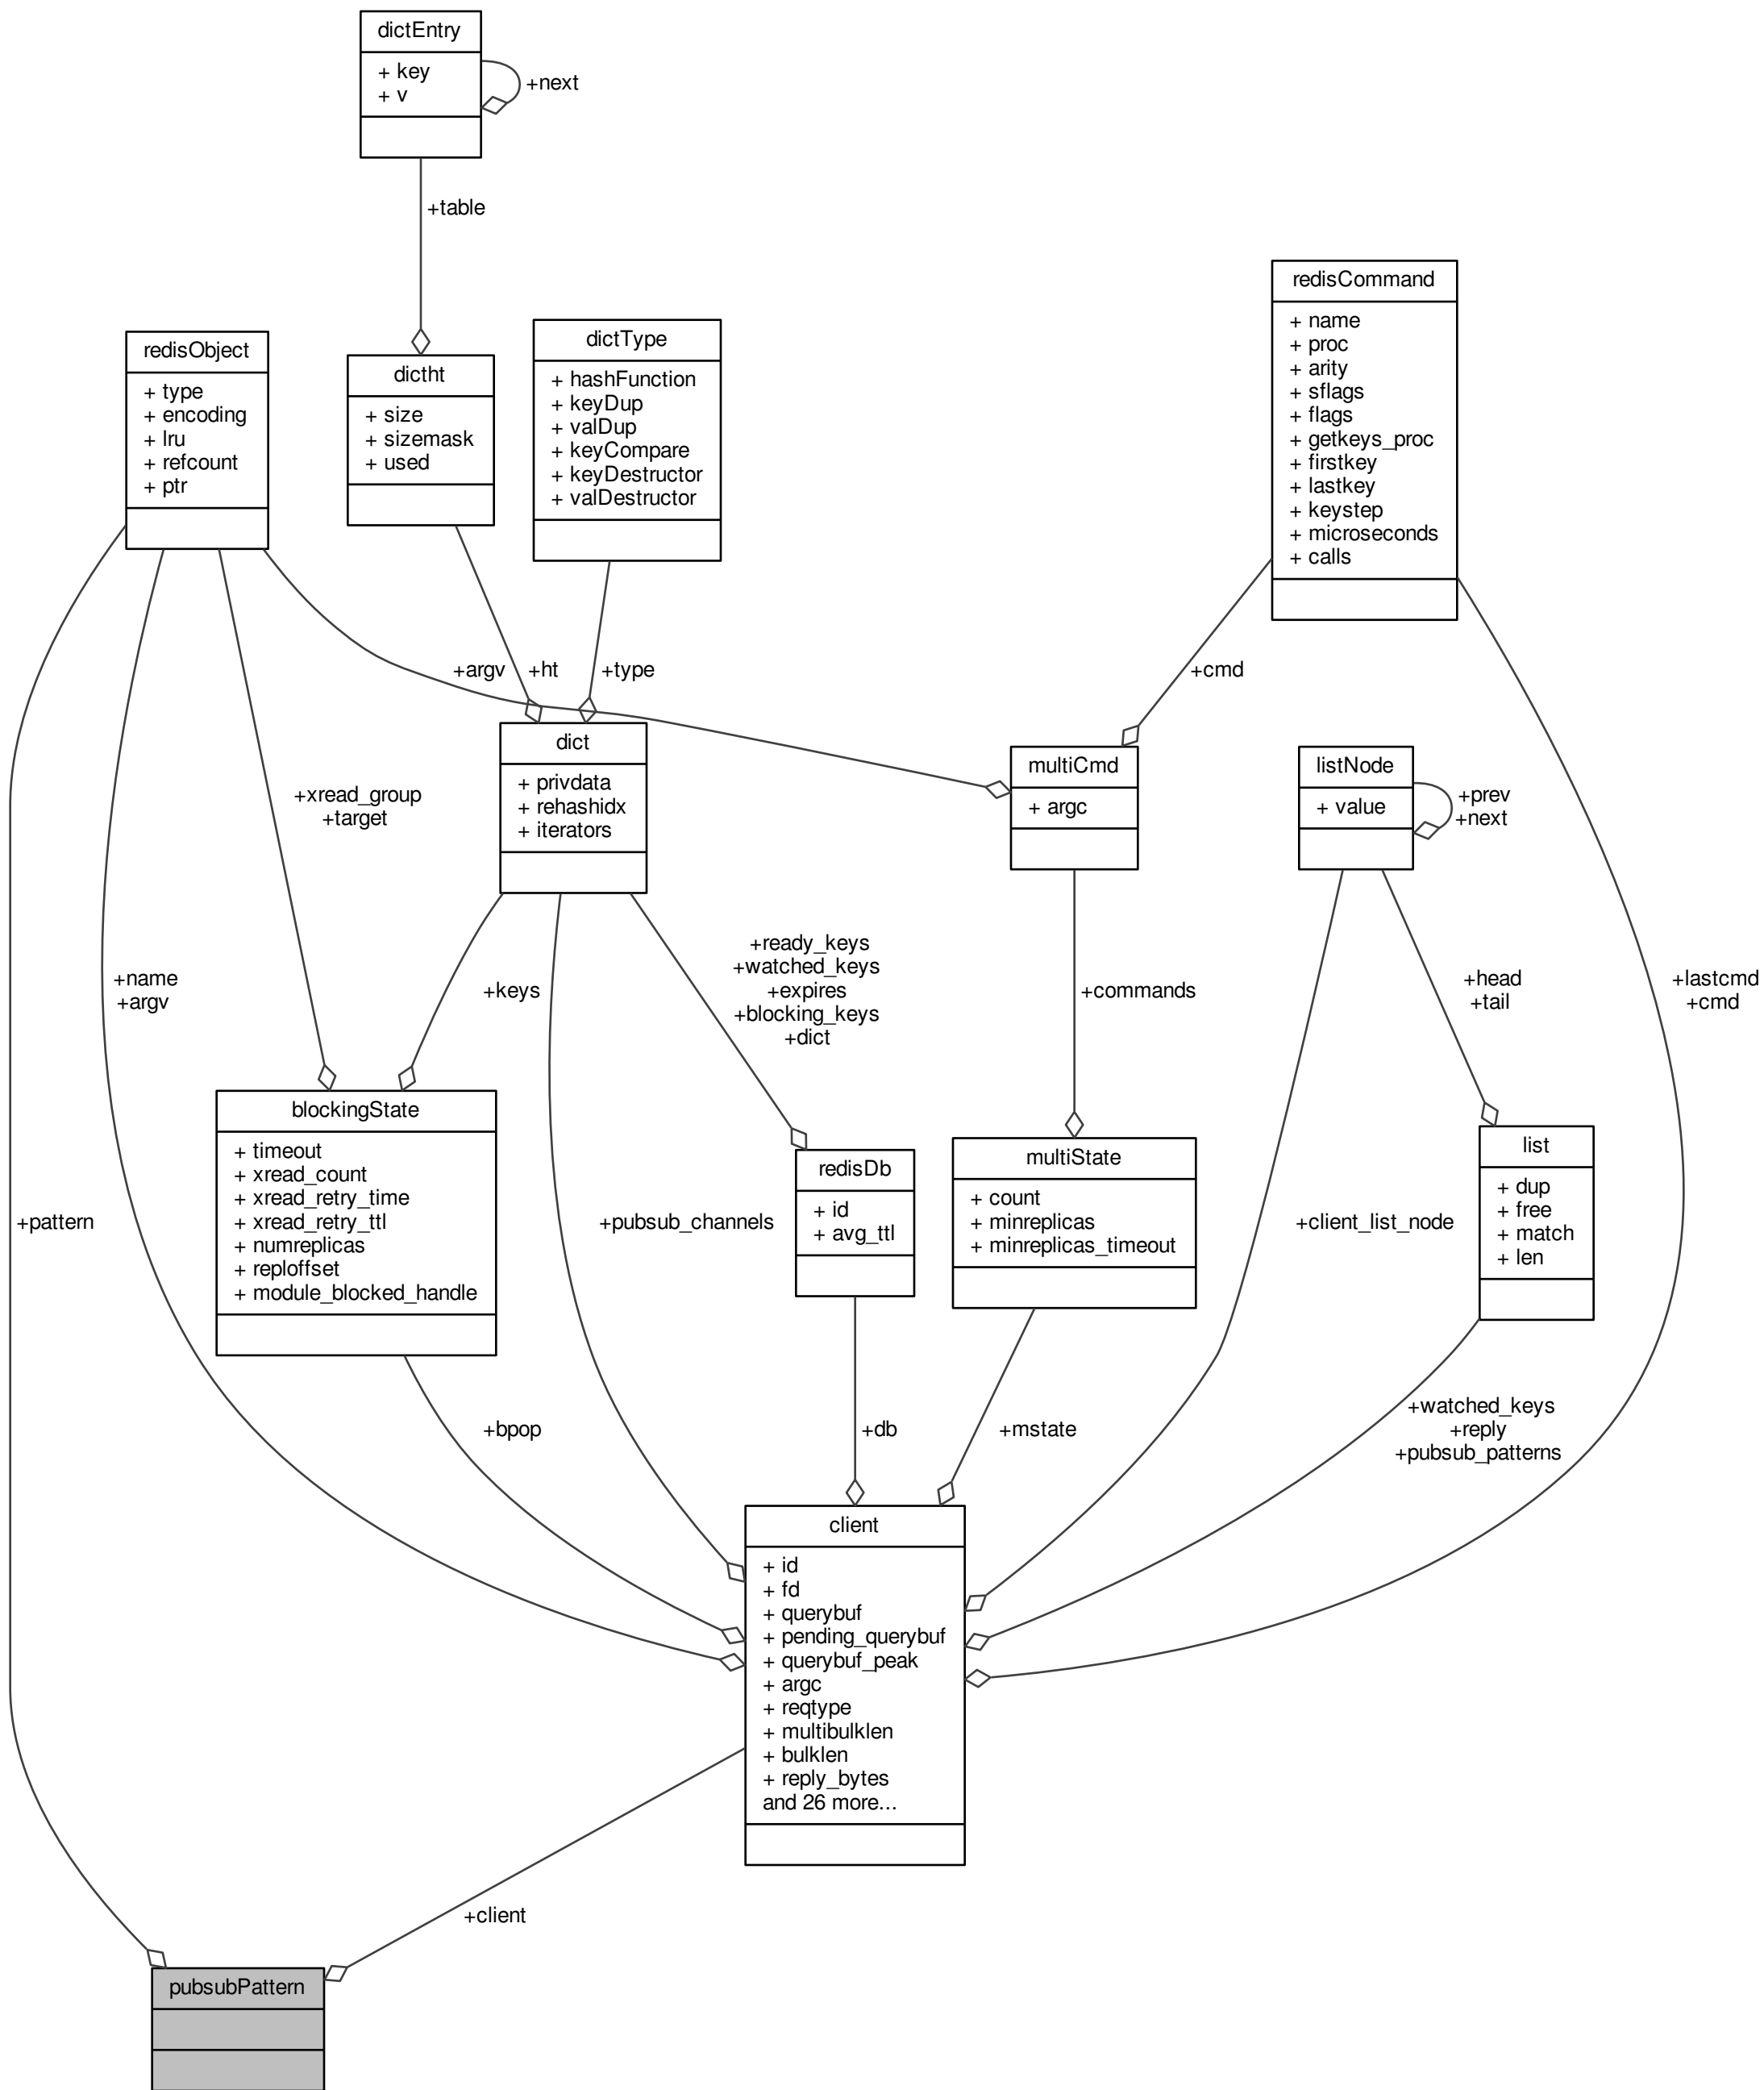 dictEntry
+ key
+ v
+next
+table
redisCommand
+ name
+ proc
+ arity
+ sflags
+ flags
+ getkeys_proc
+ firstkey
+ lastkey
+ keystep
+ microseconds
+ calls
redisObject
+ type
+ encoding
+ lru
+ refcount
+ ptr
dictht
+ size
+ sizemask
+ used
dictType
+ hashFunction
+ keyDup
+ valDup
+ keyCompare
+ keyDestructor
+ valDestructor
+argv
+ht
+type
+cmd
dict
+ privdata
+ rehashidx
+ iterators
multiCmd
+ argc
listNode
+ value
+prev
+next
+xread_group
+target
+name
+argv
+keys
+ready_keys
+watched_keys
+expires
+blocking_keys
+dict
+commands
+head
+tail
+lastcmd
+cmd
blockingState
+ timeout
+ xread_count
+ xread_retry_time
+ xread_retry_ttl
+ numreplicas
+ reploffset
+ module_blocked_handle
redisDb
+ id
+ avg_ttl
multiState
+ count
+ minreplicas
+ minreplicas_timeout
list
+ dup
+ free
+ match
+ len
+pattern
+pubsub_channels
+client_list_node
+bpop
+db
+mstate
+watched_keys
+reply
+pubsub_patterns
client
+ id
+ fd
+ querybuf
+ pending_querybuf
+ querybuf_peak
+ argc
+ reqtype
+ multibulklen
+ bulklen
+ reply_bytes
and 26 more...
+client
pubsubPattern